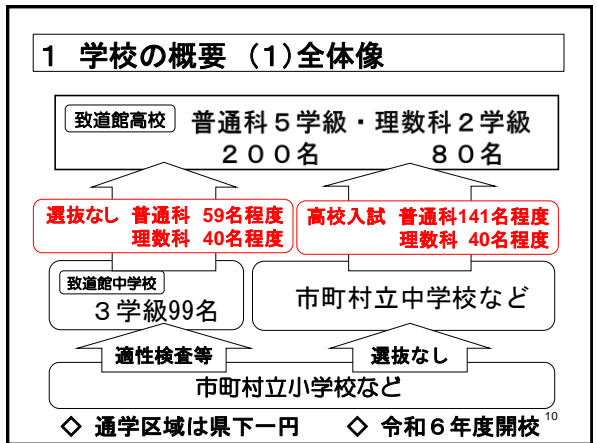 1 学校の概要 (1)全体像
致道館高校 普通科5学級・理数科2学級
200名 80名
選抜なし 普通科 59名程度
理数科 40名程度
高校入試 普通科141名程度
理数科 40名程度
致道館中学校
3学級99名
市町村立中学校など
適性検査等
選抜なし
市町村立小学校など
◇ 通学区域は県下一円 ◇ 令和6年度開校
10